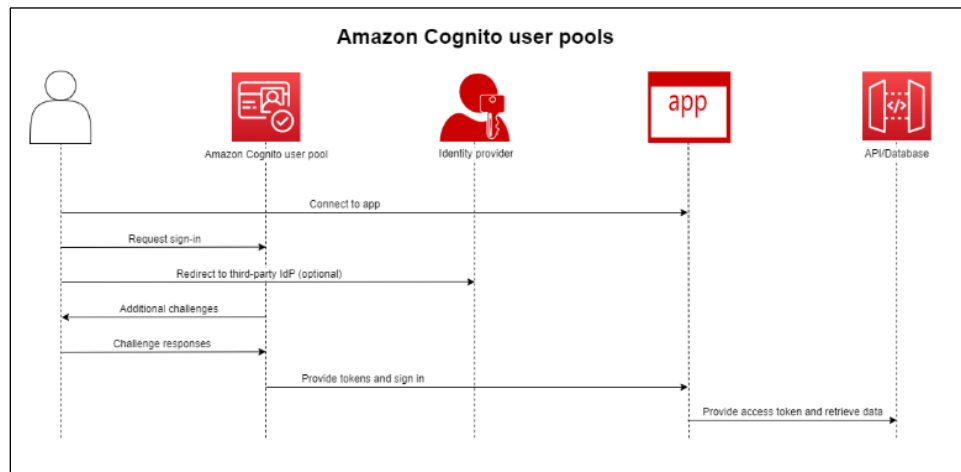 Amazon Cognito user pools
app
Amazon Cognito user pool
Identity provider
API/Database
Connect to app
Request sign-in
Redirect to third-party IdP (optional)
Additional challenges
Challenge responses
Provide tokens and sign in
Provide access token and retrieve data